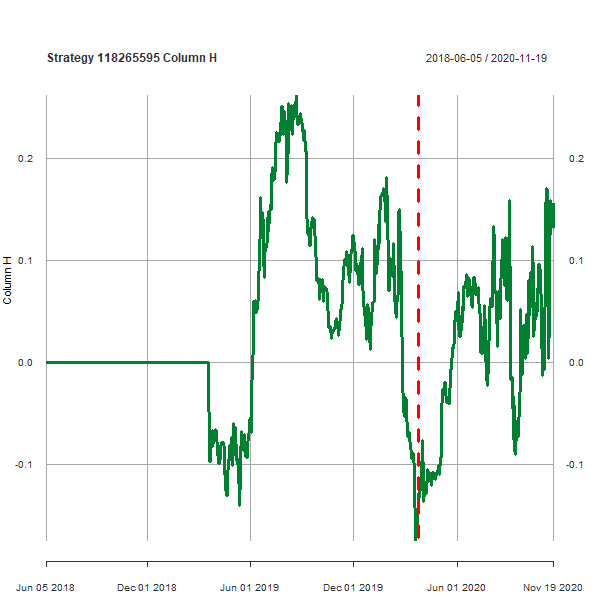 Strategy 118265595 Column H
2018-06-05 / 2020-11-19
0.2
0.1
0.0
-0.1
0.2
0.1
0.0
-0.1
Column H
Jun 05 2018
Dec 01 2018
Jun 01 2019
Dec 01 2019
Jun 01 2020
Nov 19 2020